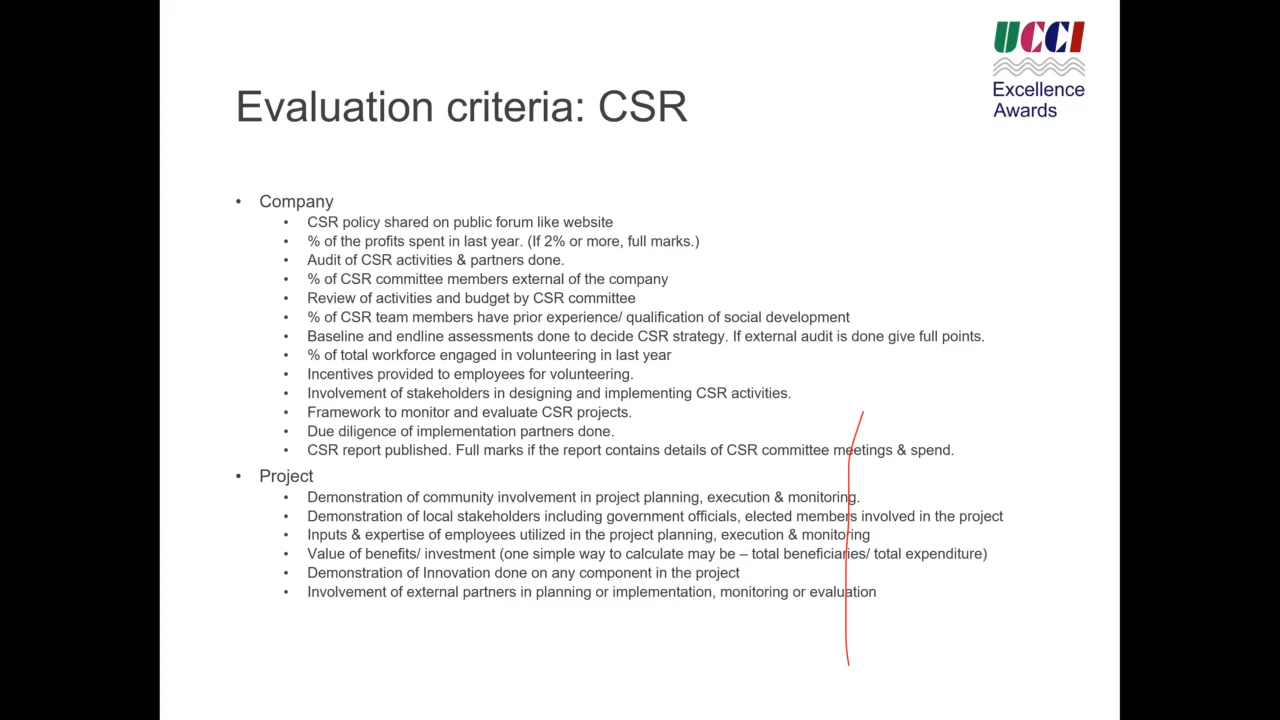 UCCI
Excellence
Awards
Evaluation criteria: CSR
• Company
• CSR policy shared on public forum like website
• % of the profits spent in last year. (If 2% or more, full marks.)
• Audit of CSR activities & partners done.
• % of CSR committee members external of the company
• Review of activities and budget by CSR committee
• % of CSR team members have prior experience/ qualification of social development
• Baseline and endline assessments done to decide CSR strategy. If external audit is done give full points.
• % of total workforce engaged in volunteering in last year
• Incentives provided to employees for volunteering.
• Involvement of stakeholders in designing and implementing CSR activities.
• Framework to monitor and evaluate CSR projects.
• Due diligence of implementation partners done.
• CSR report published. Full marks if the report contains details of CSR committee meetings & spend.
• Project
• Demonstration of community involvement in project planning, execution & monitoring.
• Demonstration of local stakeholders including government officials, elected members involved in the project
• Inputs & expertise of employees utilized in the project planning, execution & monitoring
• Value of benefits/ investment (one simple way to calculate may be – total beneficiaries/ total expenditure)
• Demonstration of Innovation done on any component in the project
• Involvement of external partners in planning or implementation, monitoring or evaluation